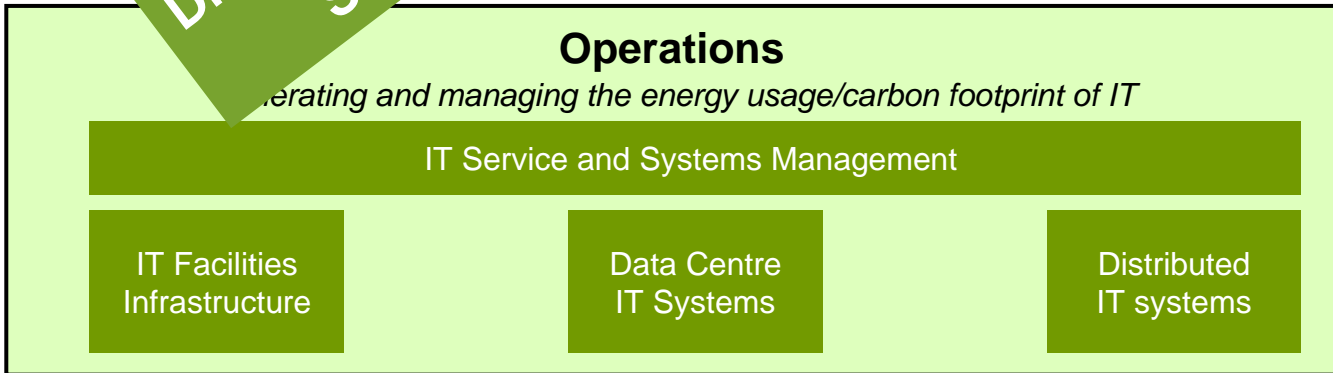 Operations
and managing the energy usage/carbon footprint of IT
IT Service and Systems Management
IT Facilities
Infrastructure
Data Centre
IT Systems
Distributed
IT systems